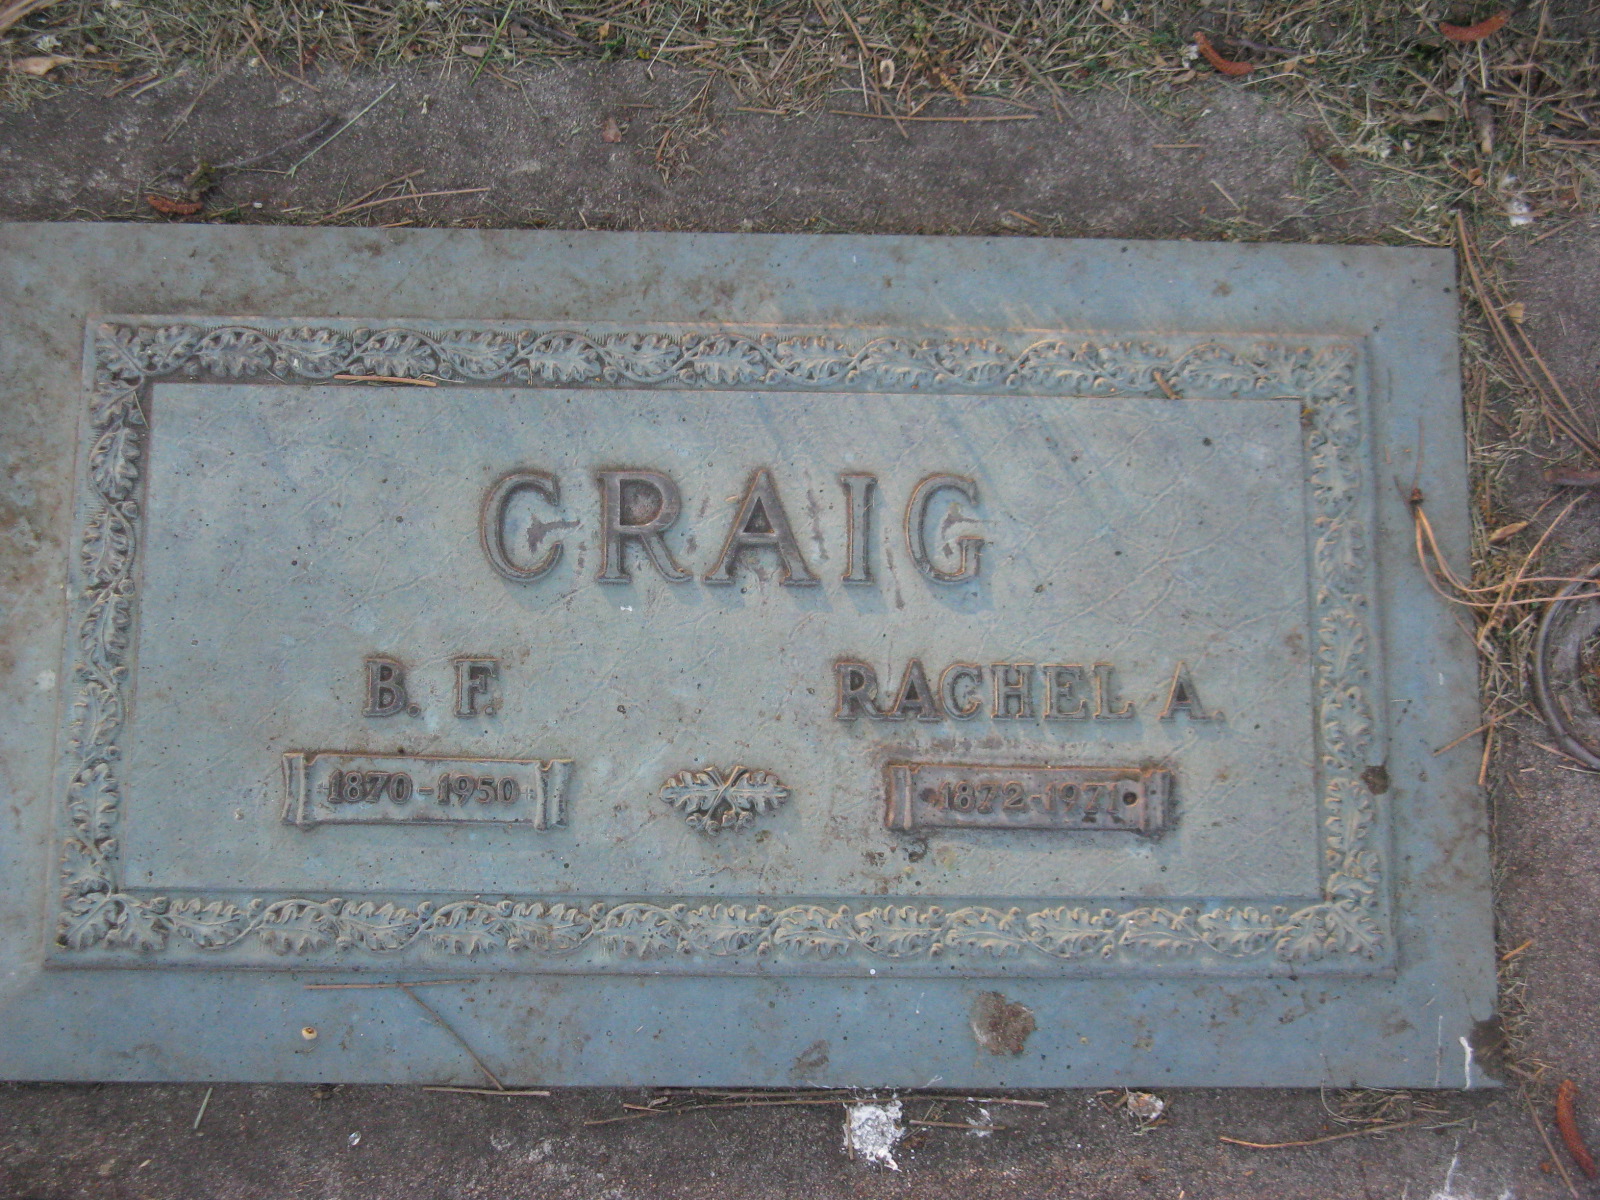 CRAIG
B. F. RACHEL A.
1870-1950 1872-1971